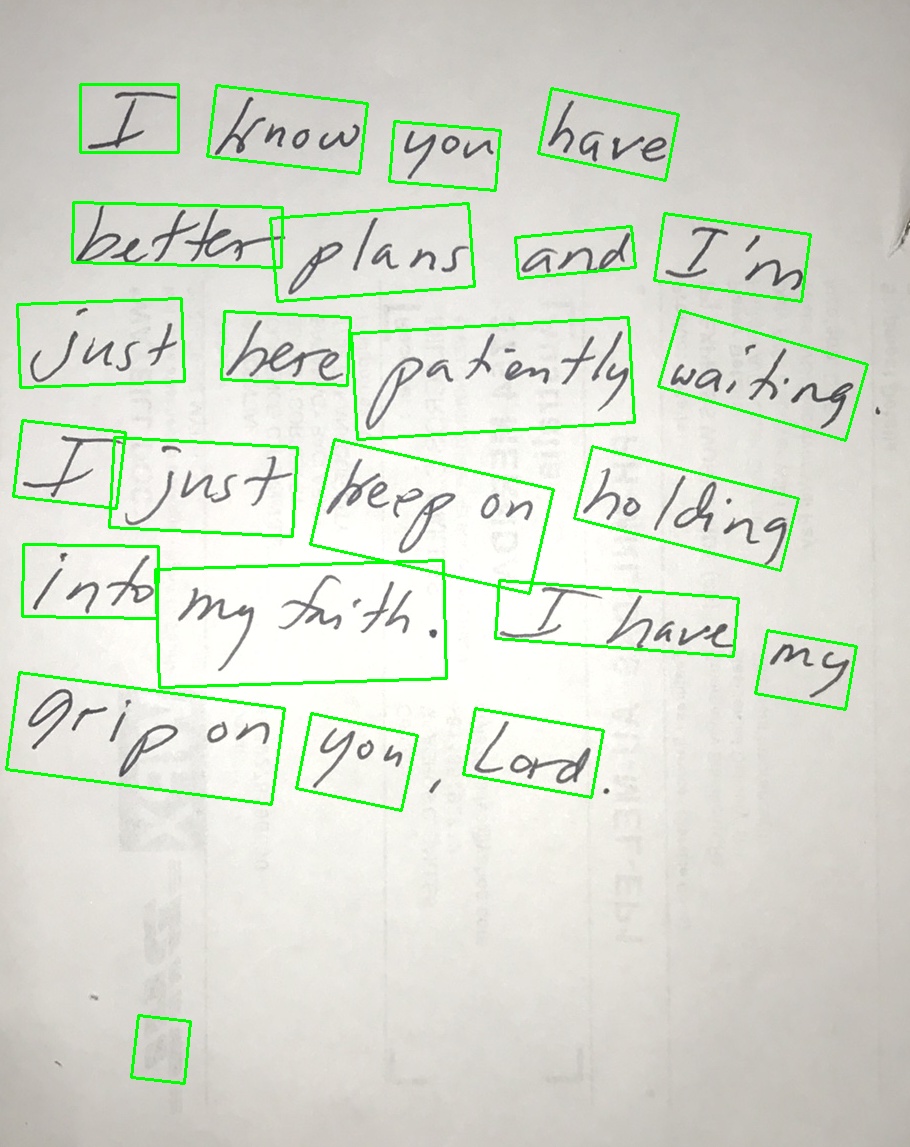 I know you have
better plans and I'm
just here patiently waiting.
I just keep on holding
into my faith. I have my
grip on you, Lord.